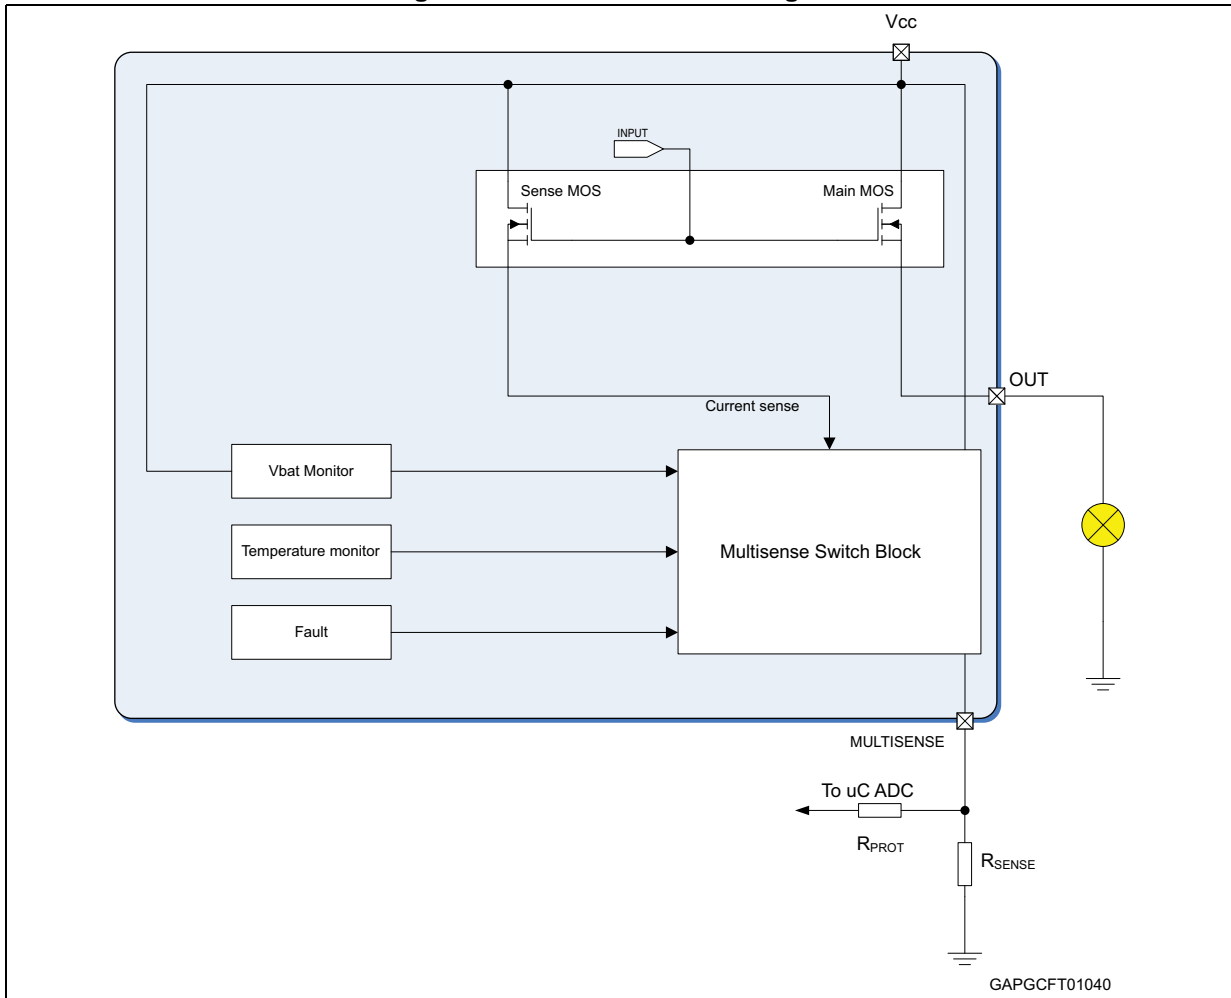 Vcc
INPUT
Sense MOS
Main MOS
OUT
Current sense
Vbat Monitor
Temperature monitor
Multisense Switch Block
Fault
MULTISENSE
To uC ADC
RPROT
RSENSE
GAPGCFT01040